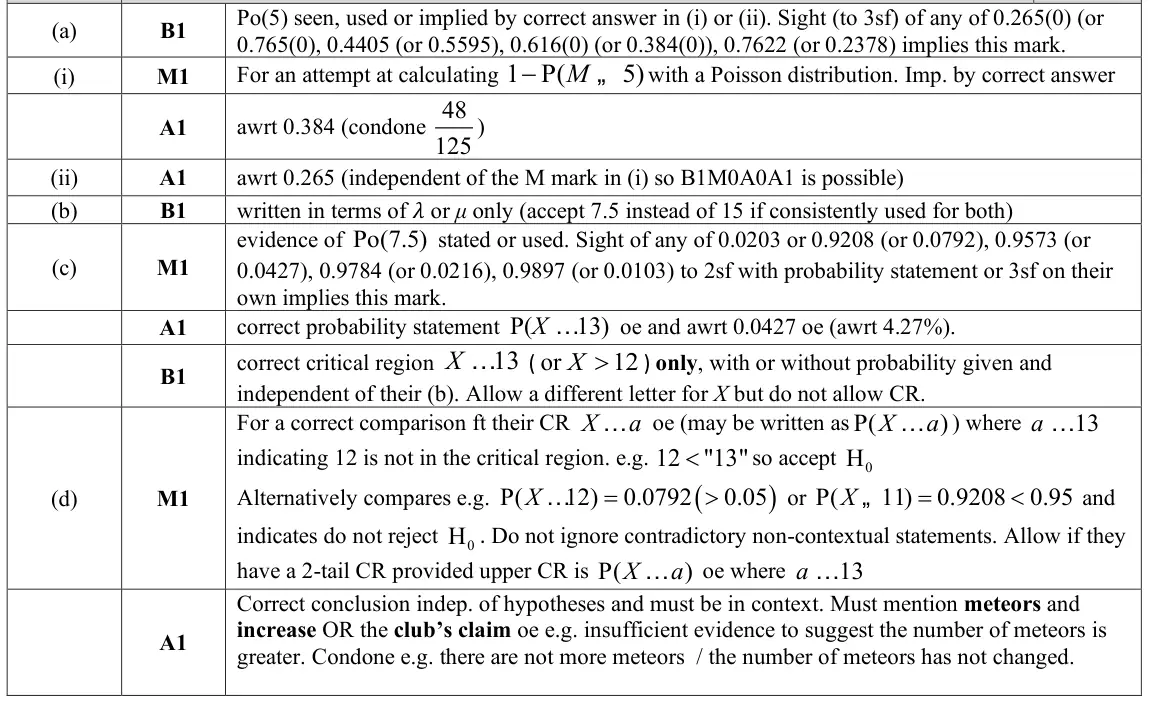 (a) B1 Po(5) seen, used or implied by correct answer in (i) or (ii). Sight (to 3sf) of any of 0.265(0) (or
0.765(0), 0.4405 (or 0.5595), 0.616(0) (or 0.384(0)), 0.7622 (or 0.2378) implies this mark.
(i) M1 For an attempt at calculating 1 − P(M „ 5) with a Poisson distribution. Imp. by correct answer
A1 awrt 0.384 (condone 48/125)
(ii) A1 awrt 0.265 (independent of the M mark in (i) so B1M0A0A1 is possible)
(b) B1 written in terms of λ or μ only (accept 7.5 instead of 15 if consistently used for both)
(c) M1 evidence of Po(7.5) stated or used. Sight of any of 0.0203 or 0.9208 (or 0.0792), 0.9573 (or
0.0427), 0.9784 (or 0.0216), 0.9897 (or 0.0103) to 2sf with probability statement or 3sf on their
own implies this mark.
A1 correct probability statement P(X …13) oe and awrt 0.0427 oe (awrt 4.27%).
B1 correct critical region X …13 (or X > 12) only, with or without probability given and
independent of their (b). Allow a different letter for X but do not allow CR.
(d) M1 For a correct comparison ft their CR X …a oe (may be written as P(X …a)) where a …13
indicating 12 is not in the critical region. e.g. 12 < "13" so accept H₀
Alternatively compares e.g. P(X …12) = 0.0792 (> 0.05) or P(X „ 11) = 0.9208 < 0.95 and
indicates do not reject H₀. Do not ignore contradictory non-contextual statements. Allow if they
have a 2-tail CR provided upper CR is P(X …a) oe where a …13
A1 Correct conclusion indep. of hypotheses and must be in context. Must mention meteors and
increase OR the club’s claim oe e.g. insufficient evidence to suggest the number of meteors is
greater. Condone e.g. there are not more meteors / the number of meteors has not changed.